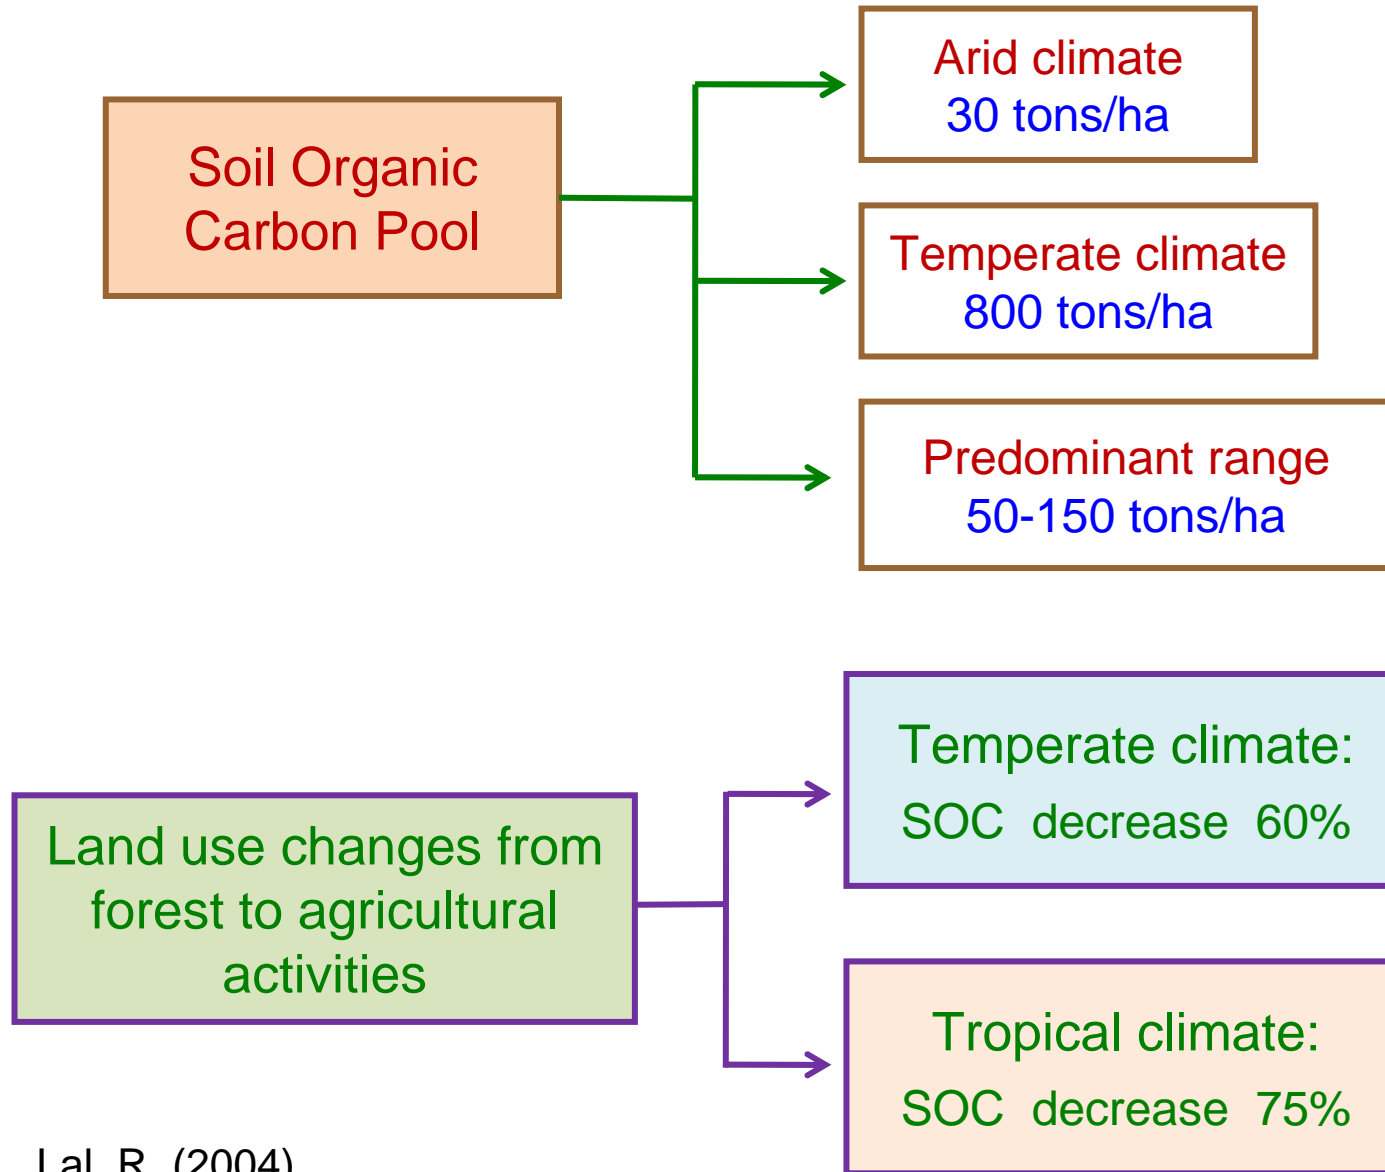 Soil Organic
Carbon Pool
Arid climate
30 tons/ha
Temperate climate
800 tons/ha
Predominant range
50-150 tons/ha
Land use changes from
forest to agricultural
activities
Temperate climate:
SOC decrease 60%
Tropical climate:
SOC decrease 75%
Lal, R. (2004)